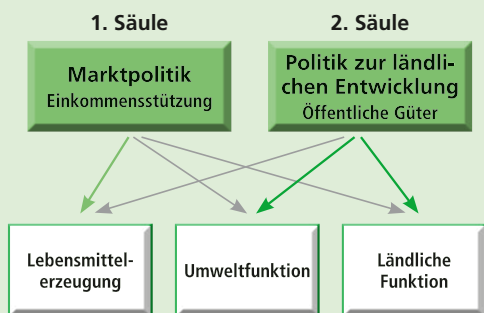 1. Säule
2. Säule
Marktpolitik
Einkommensstützung
Politik zur ländli-
chen Entwicklung
Öffentliche Güter
Lebensmittel-
erzeugung
Umweltfunktion
Ländliche
Funktion